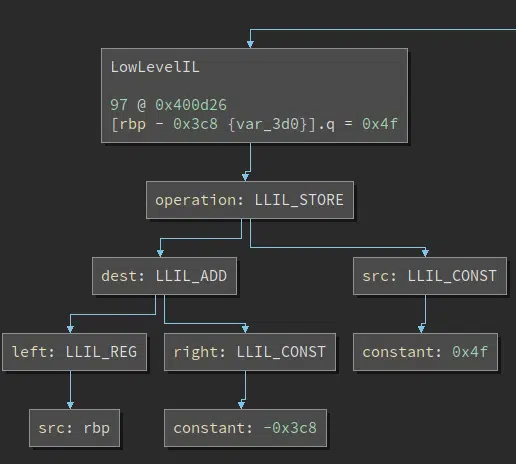 LowLevelIL
97 @ 0x400d26
[rbp - 0x3c8 {var_3d0}].q = 0x4f
operation: LLIL_STORE
dest: LLIL_ADD
src: LLIL_CONST
left: LLIL_REG
right: LLIL_CONST
constant: 0x4f
src: rbp
constant: -0x3c8